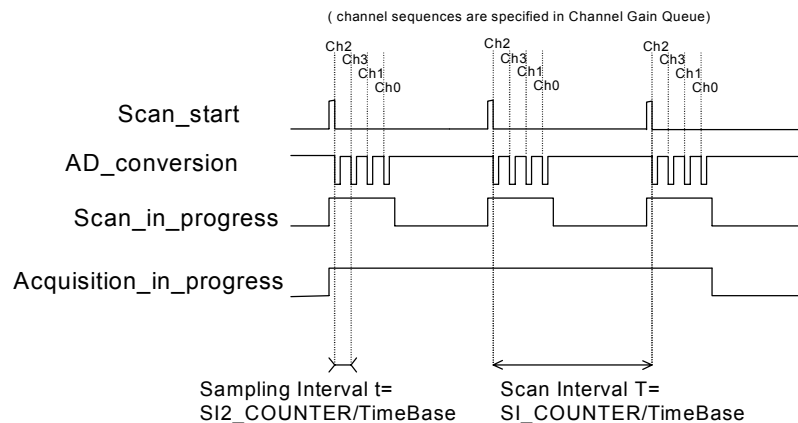 ( channel sequences are specified in Channel Gain Queue)
Ch2
Ch3
Ch1
Ch0
Ch2
Ch3
Ch1
Ch0
Ch2
Ch3
Ch1
Ch0
Scan_start
AD_conversion
Scan_in_progress
Acquisition_in_progress
Sampling Interval t=
SI2_COUNTER/TimeBase
Scan Interval T=
SI_COUNTER/TimeBase